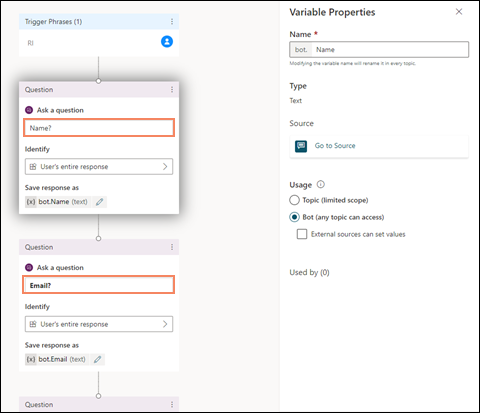 Trigger Phrases (1)
RI
Question
Ask a question
Name?
Identify
User's entire response
Save response as
{x} bot.Name (text)
Question
Ask a question
Email?
Identify
User's entire response
Save response as
{x} bot.Email (text)
Question
Variable Properties
Name *
bot. Name
Modifying the variable name will rename it in every topic.
Type
Text
Source
Go to Source
Usage
Topic (limited scope)
Bot (any topic can access)
External sources can set values
Used by (0)